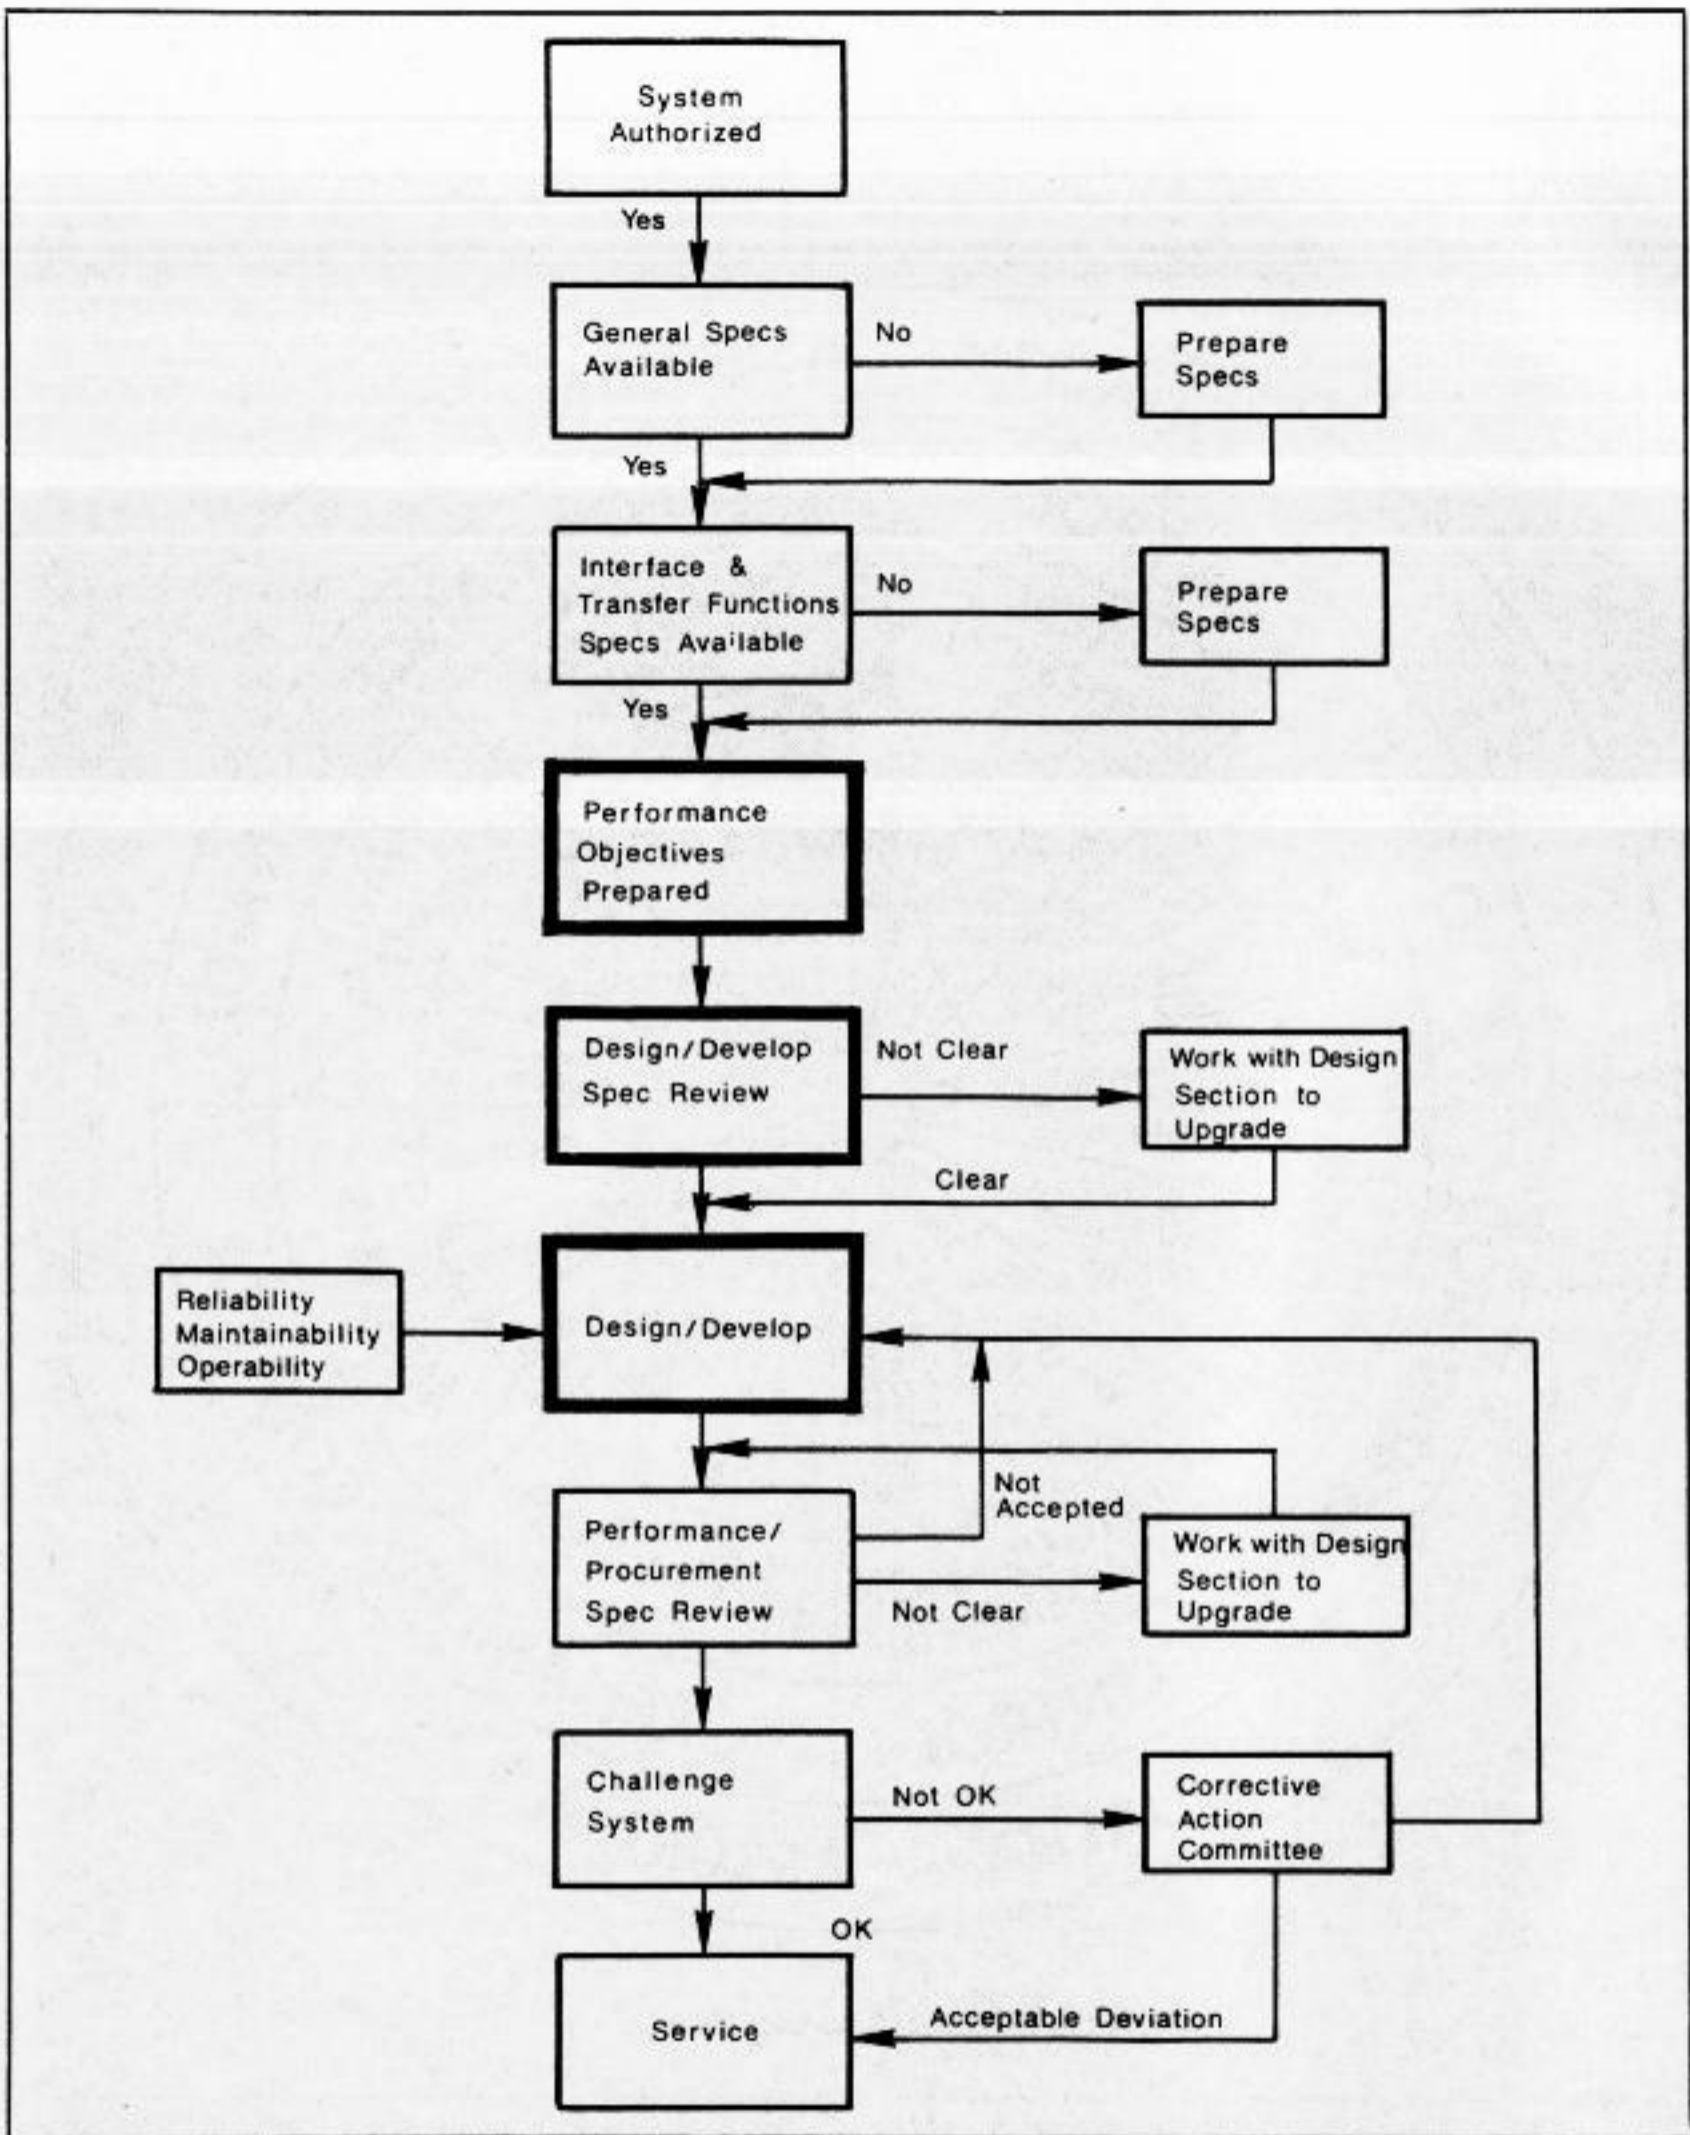 System
Authorized
Yes
General Specs
Available
No
Prepare
Specs
Yes
Interface &
Transfer Functions
Specs Available
No
Prepare
Specs
Yes
Performance
Objectives
Prepared
Design/Develop
Spec Review
Not Clear
Work with Design
Section to
Upgrade
Clear
Reliability
Maintainability
Operability
Design/Develop
Not
Accepted
Performance/
Procurement
Spec Review
Not Clear
Work with Design
Section to
Upgrade
Challenge
System
Not OK
Corrective
Action
Committee
OK
Service
Acceptable Deviation